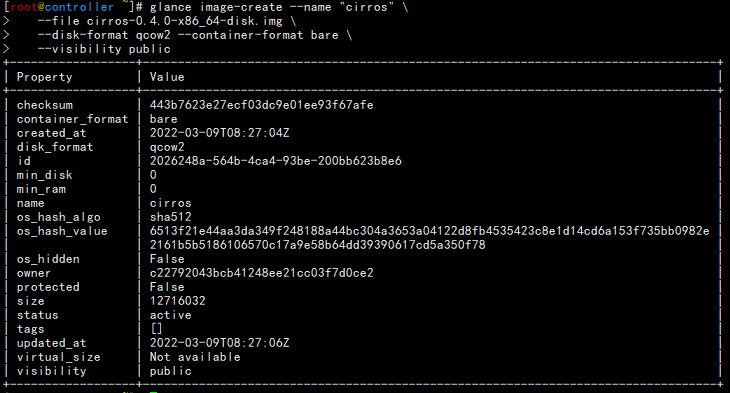 [root@controller ~]# glance image-create --name "cirros" \
>    --file cirros-0.4.0-x86_64-disk.img \
>    --disk-format qcow2 --container-format bare \
>    --visibility public
| Property         | Value
| checksum         | 443b7623e27ecf03dc9e01ee93f67afe
| container_format | bare
| created_at       | 2022-03-09T08:27:04Z
| disk_format      | qcow2
| id               | 2026248a-564b-4ca4-93be-200bb623b8e6
| min_disk         | 0
| min_ram          | 0
| name             | cirros
| os_hash_algo     | sha512
| os_hash_value    | 6513f21e44aa3da349f248188a44bc304a3653a04122d8fb4535423c8e1d14cd6a153f735bb0982e
|                  | 2161b5b5186106570c17a9e58b64dd39390617cd5a350f78
| os_hidden        | False
| owner            | c22792043bcb41248ee21cc03f7d0ce2
| protected        | False
| size             | 12716032
| status           | active
| tags             | []
| updated_at       | 2022-03-09T08:27:06Z
| virtual_size     | Not available
| visibility       | public